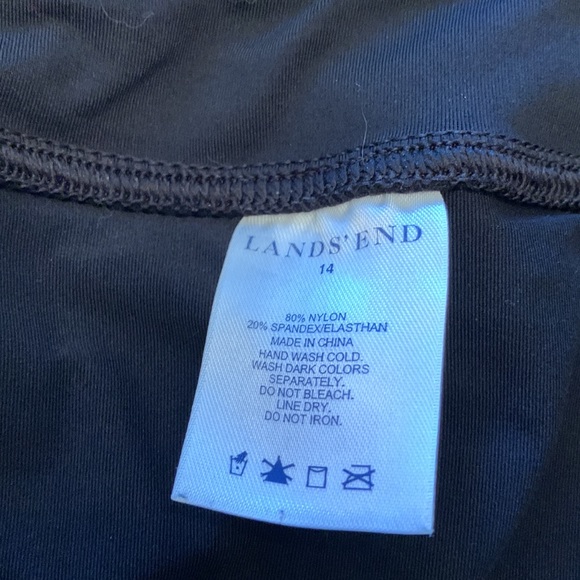 LANDS' END
14
80% NYLON
20% SPANDEX/ELASTHAN
MADE IN CHINA
HAND WASH COLD.
WASH DARK COLORS
SEPARATELY.
DO NOT BLEACH.
LINE DRY.
DO NOT IRON.